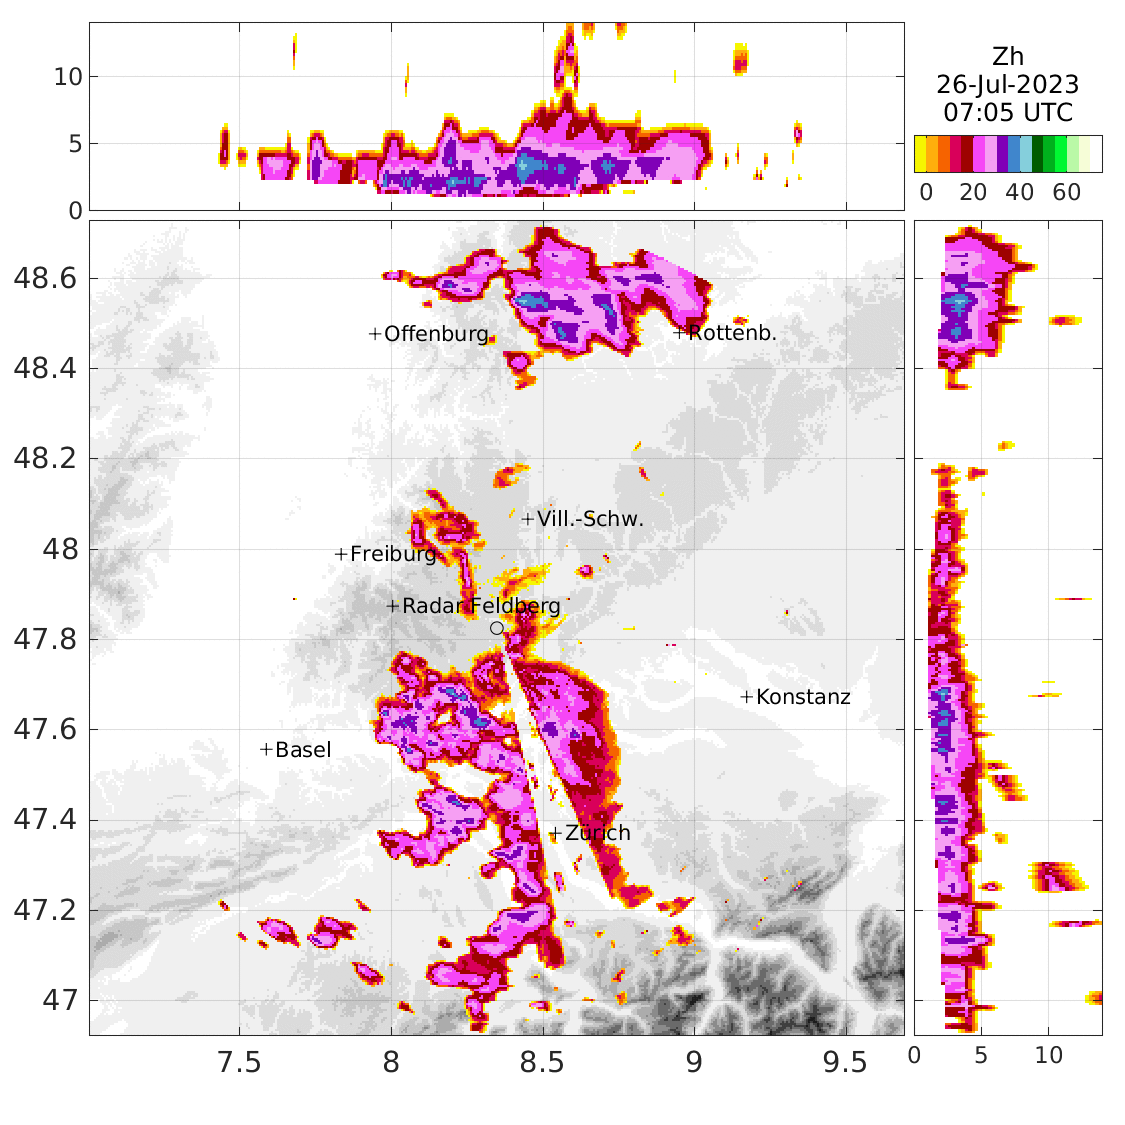 10
5
0
Zh
26-Jul-2023
07:05 UTC
0 20 40 60
48.6
48.4
48.2
48
47.8
47.6
47.4
47.2
47
+Offenburg
+Rottenb.
+Vill.-Schw.
+Freiburg
+Radar Feldberg
+Konstanz
+Basel
+Zürich
7.5 8 8.5 9 9.5
0 5 10